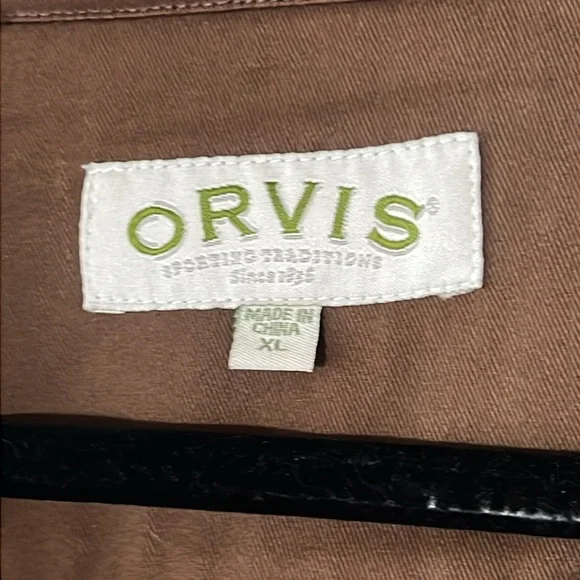 ORVIS®
SPORTING TRADITIONS
Since 1856
MADE IN
CHINA
XL